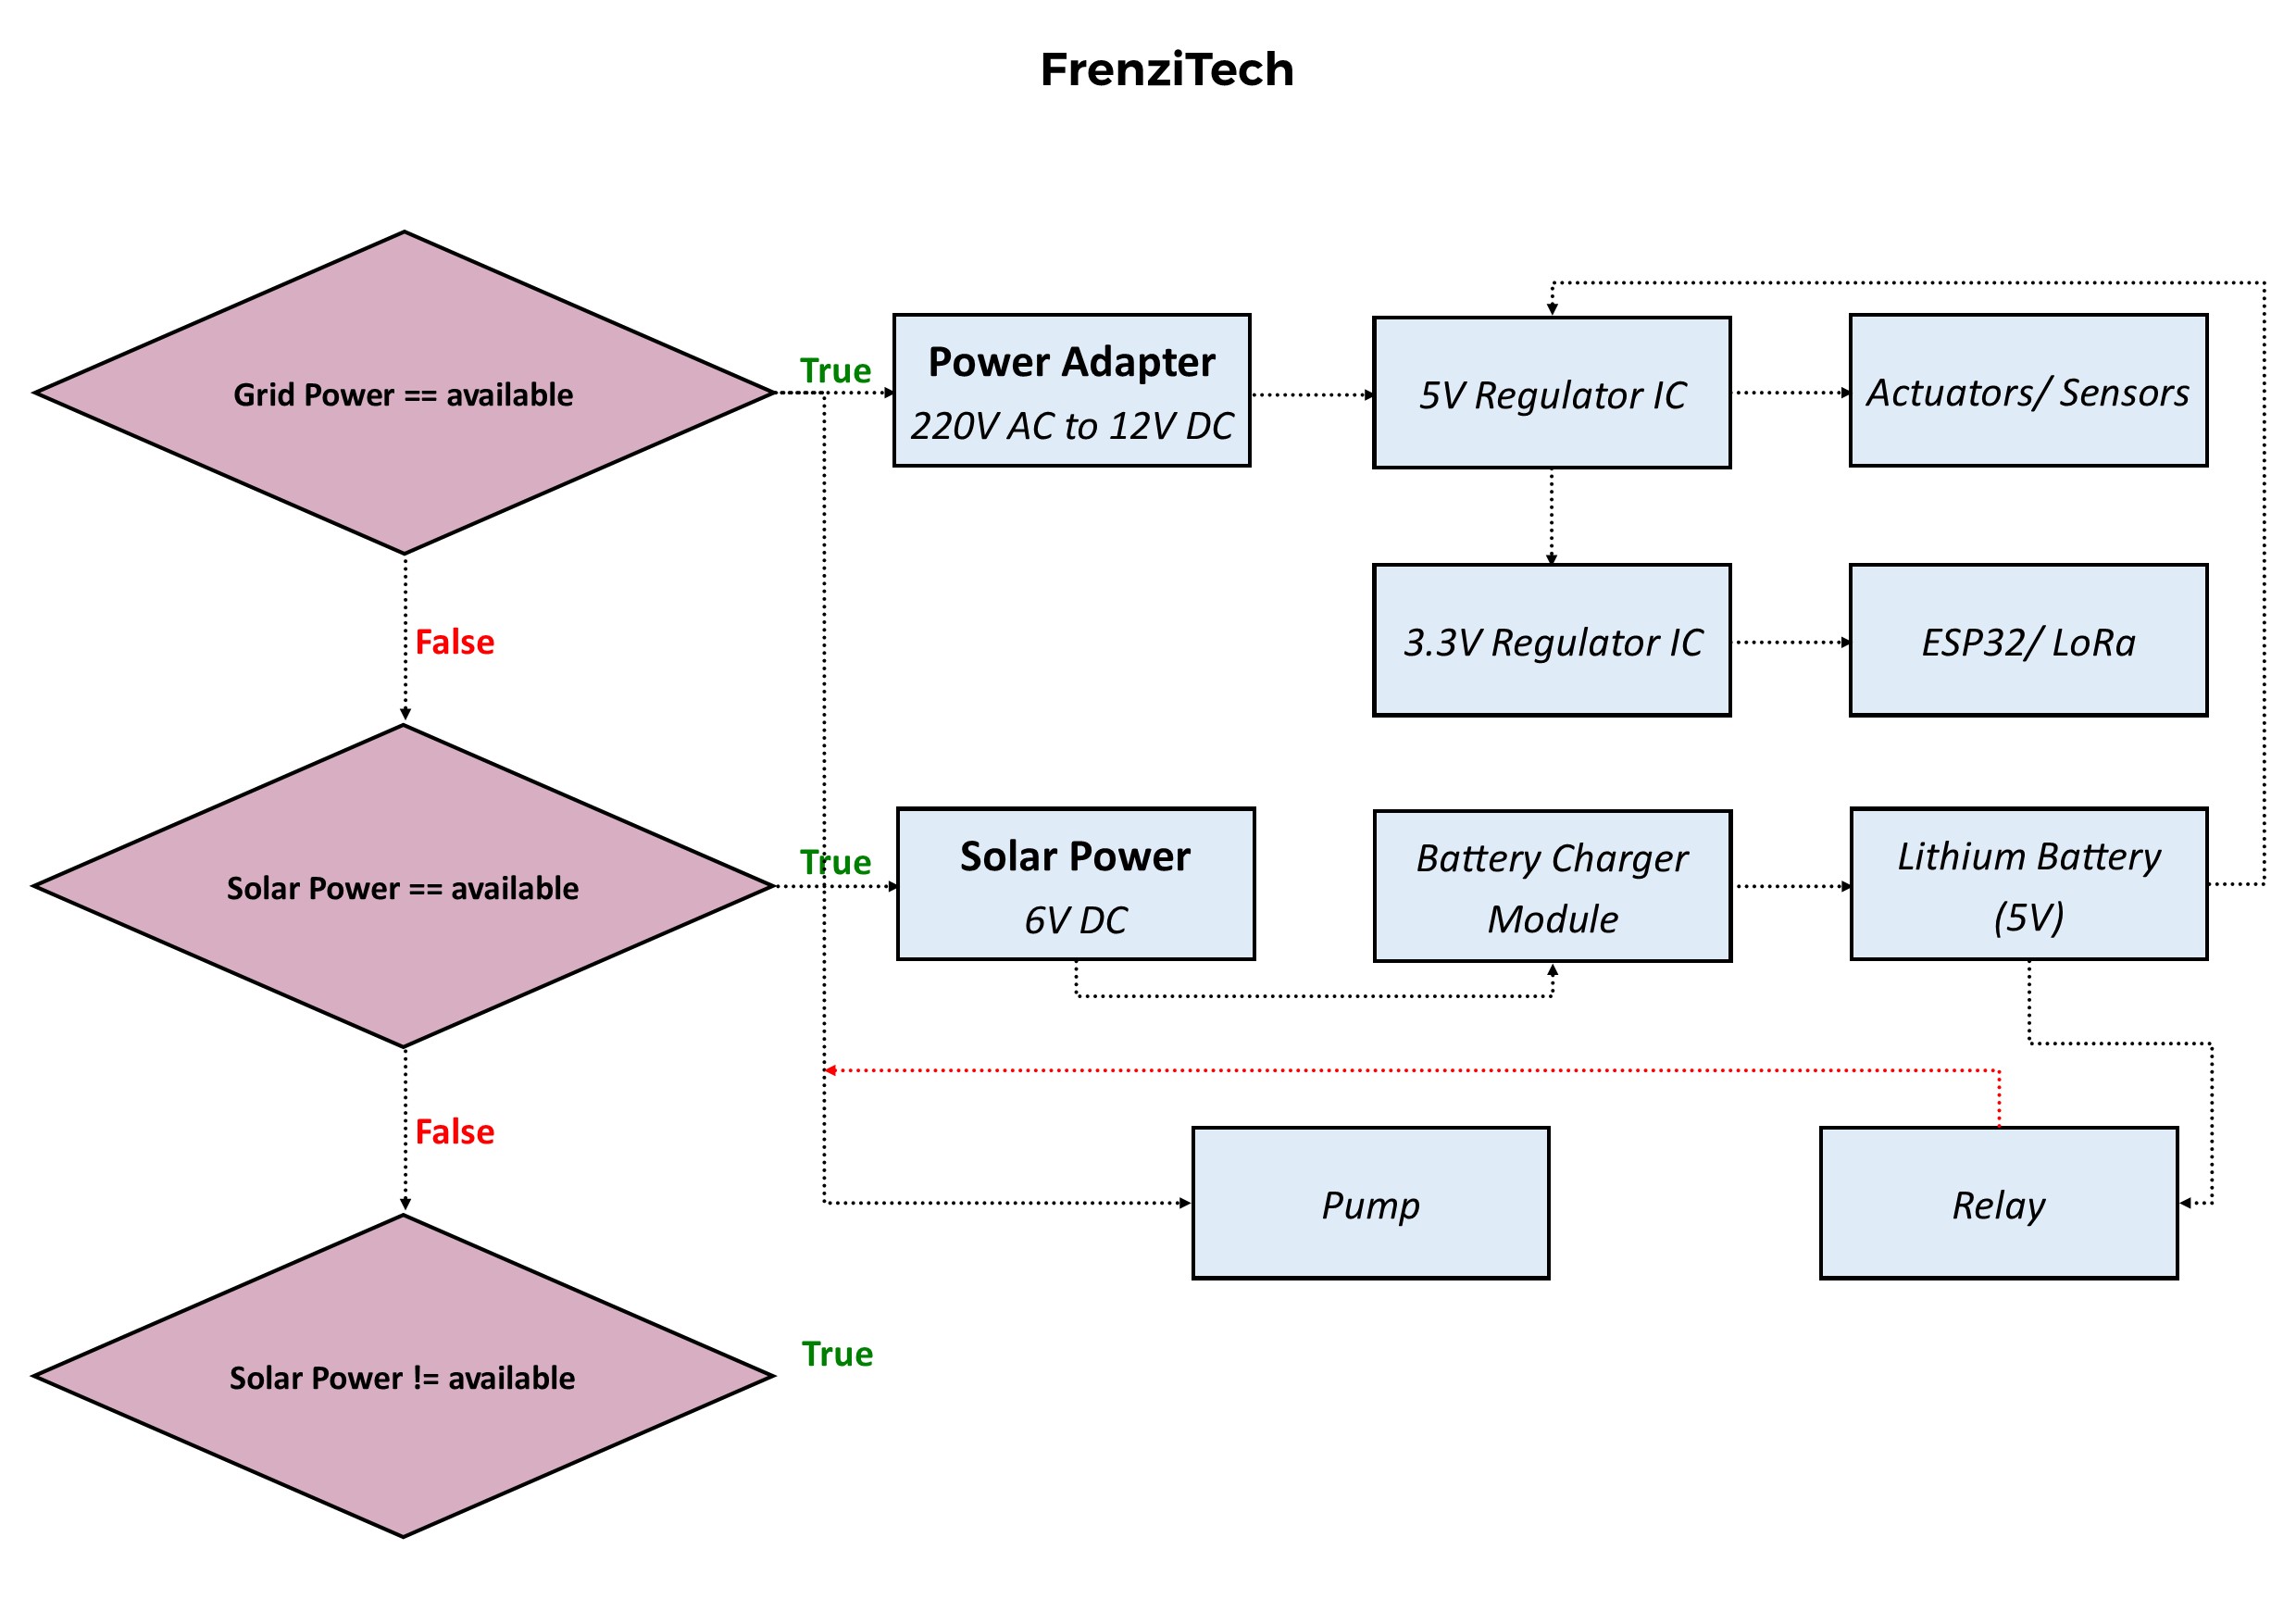 FrenziTech
Grid Power == available
True
Power Adapter
220V AC to 12V DC
5V Regulator IC
Actuators/ Sensors
False
3.3V Regulator IC
ESP32/ LoRa
Solar Power == available
True
Solar Power
6V DC
Battery Charger
Module
Lithium Battery
(5V)
False
Pump
Relay
Solar Power != available
True